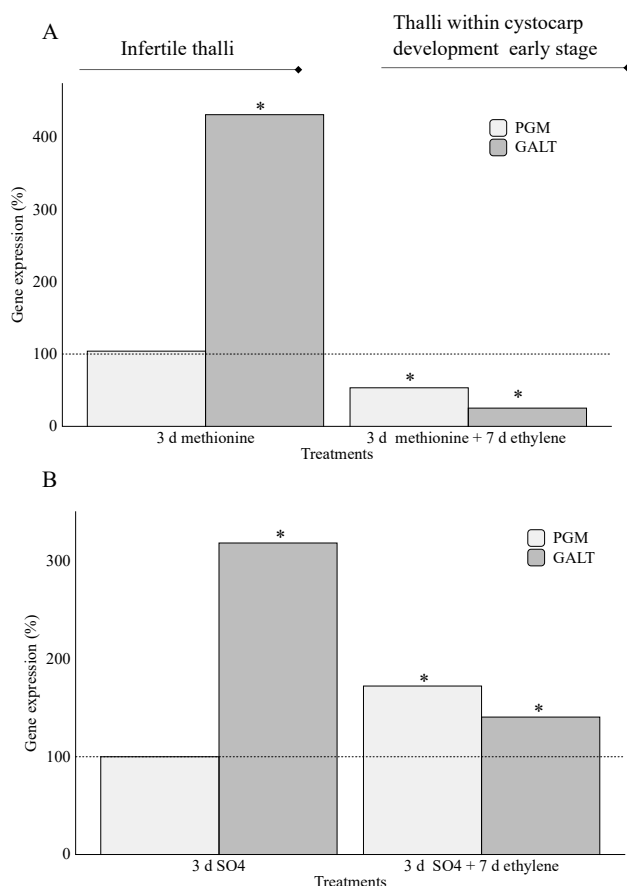 A
Infertile thalli
Thalli within cystocarp
development early stage
PGM
GALT
Gene expression (%)
400
300
200
100
0
*
*
*
3 d methionine
3 d methionine + 7 d ethylene
Treatments
B
PGM
GALT
Gene expression (%)
300
200
100
0
*
*
*
3 d SO4
3 d SO4 + 7 d ethylene
Treatments